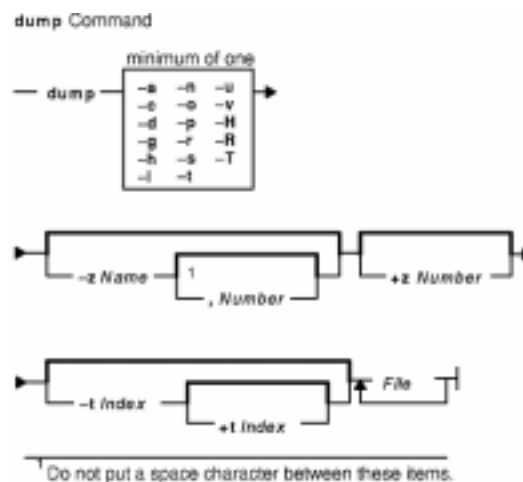 dump Command
minimum of one
dump
-a -n -u
-c -o -v
-d -p -H
-g -r -R
-h -s -T
-l -t
-z Name
1
, Number
+z Number
-t Index
+t Index
File
1 Do not put a space character between these items.